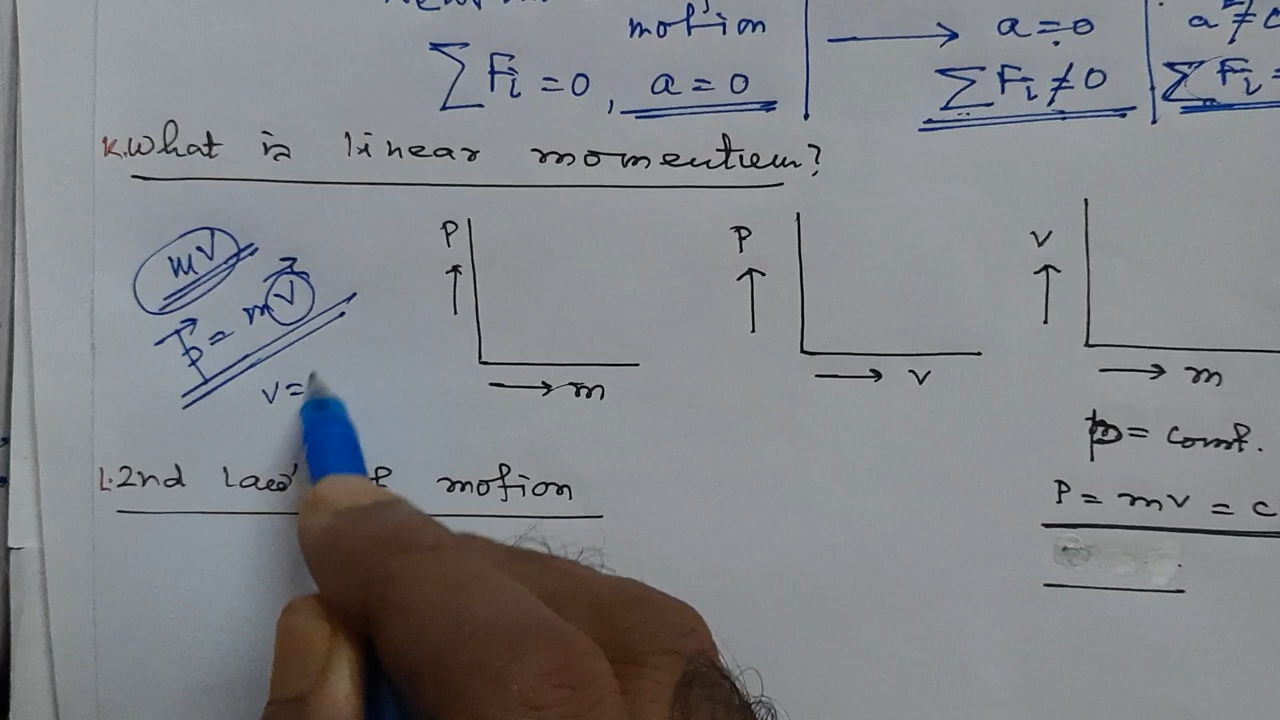 motion
a = 0
a ≠
∑ Fi = 0, a = 0
∑ Fi ≠ 0
∑ Fi =
K. What is linear momentum?
mV
p⃗ = mv⃗
v =
P
m
P
v
v
m
p = const.
P = mv = c
L. 2nd law of motion